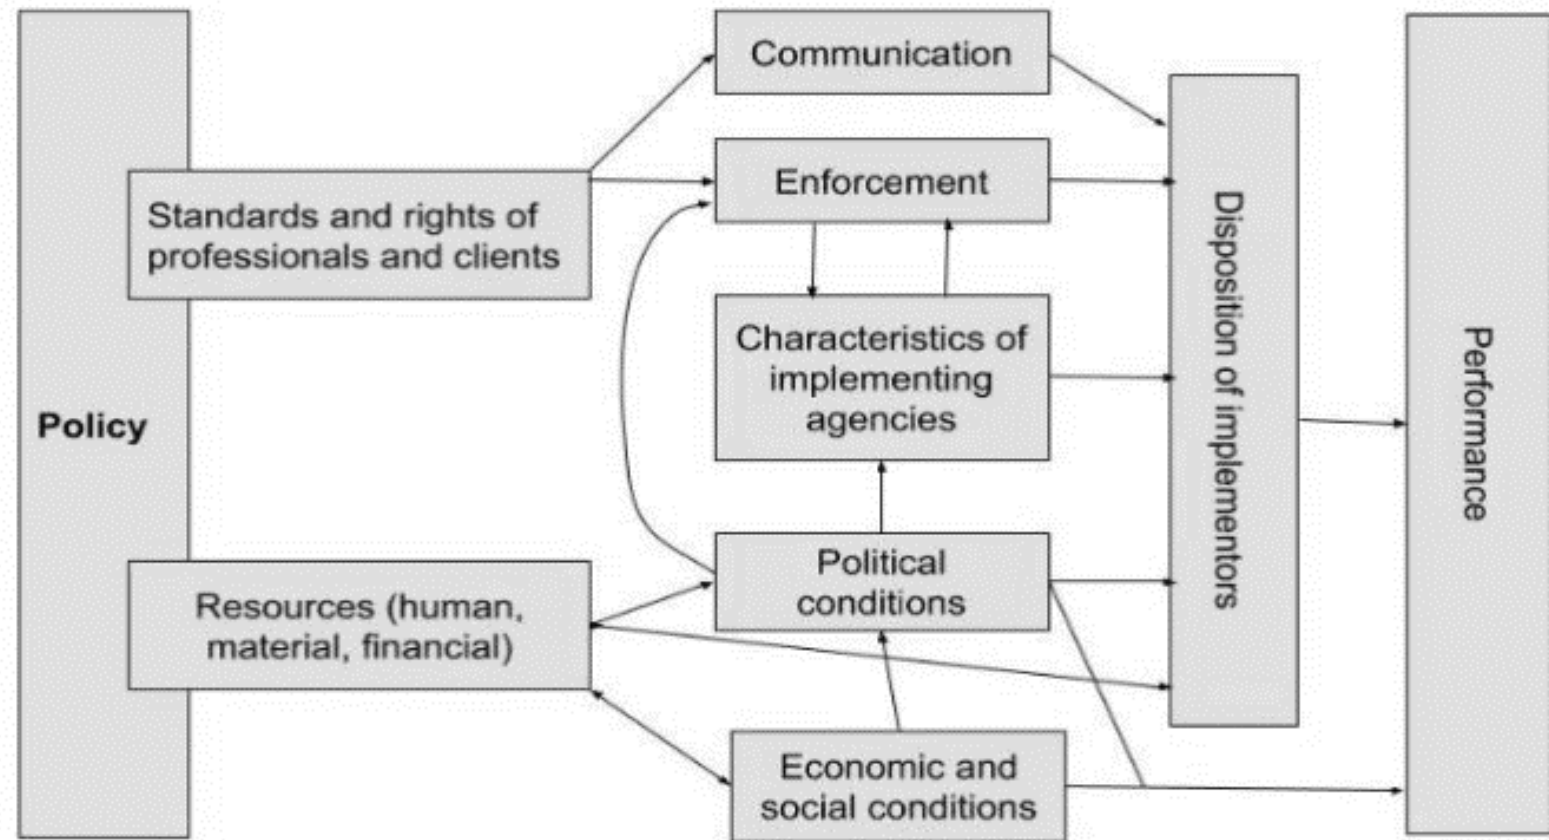 Policy
Standards and rights of
professionals and clients
Resources (human,
material, financial)
Communication
Enforcement
Characteristics of
implementing
agencies
Political
conditions
Economic and
social conditions
Disposition of implementors
Performance